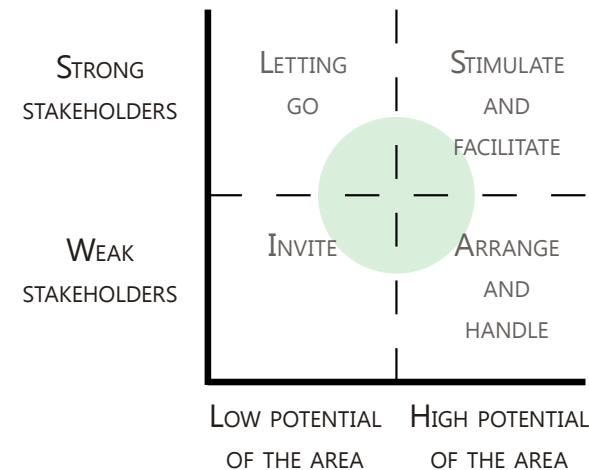 STRONG
STAKEHOLDERS
LETTING
GO
STIMULATE
AND
FACILITATE
WEAK
STAKEHOLDERS
INVITE
ARRANGE
AND
HANDLE
LOW POTENTIAL
OF THE AREA
HIGH POTENTIAL
OF THE AREA